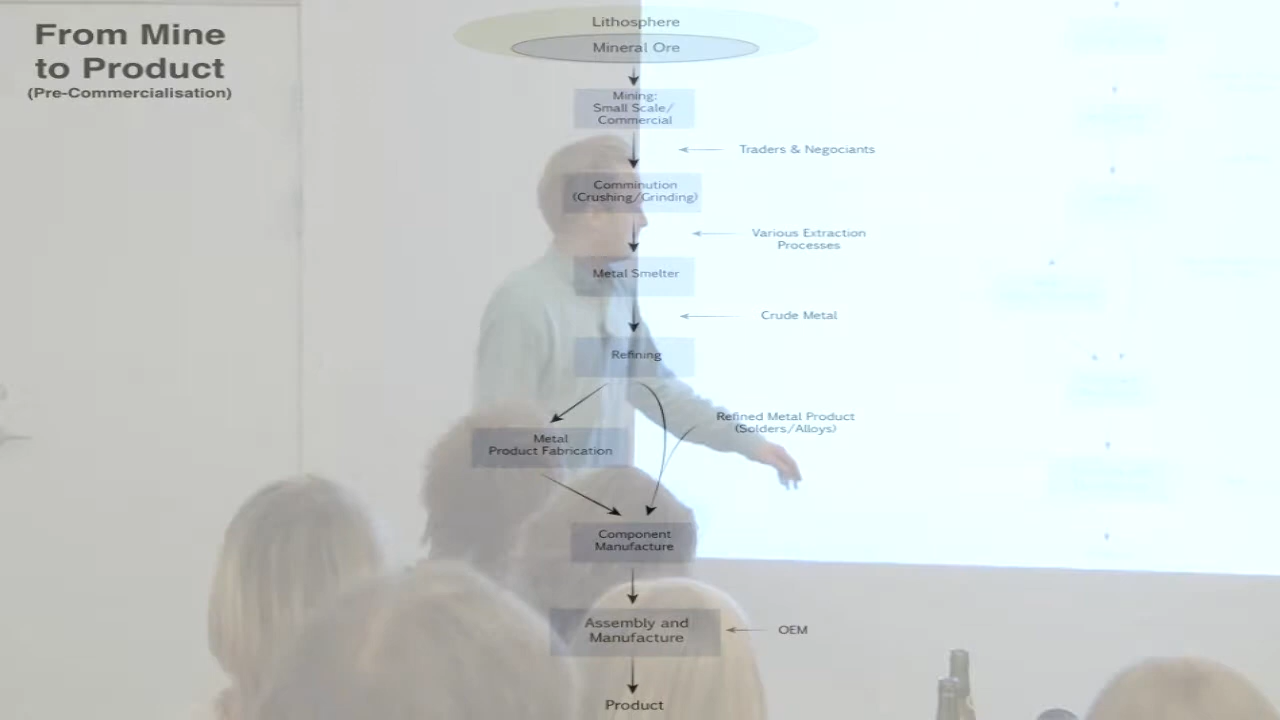 From Mine
to Product
(Pre-Commercialisation)
Lithosphere
Mineral Ore
Mining:
Small Scale/
Commercial
Traders & Negociants
Comminution
(Crushing/Grinding)
Various Extraction
Processes
Metal Smelter
Crude Metal
Refining
Refined Metal Product
(Solders/Alloys)
Metal
Product Fabrication
Component
Manufacture
Assembly and
Manufacture
OEM
Product